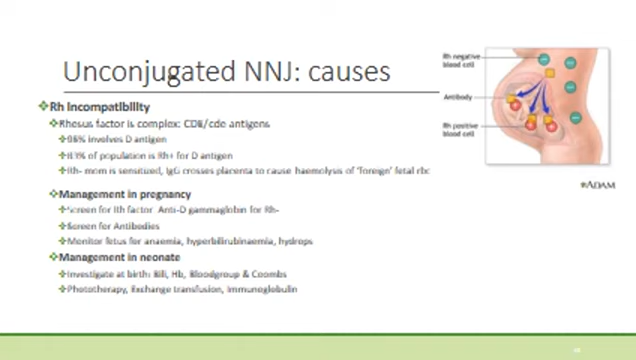 Unconjugated NNJ: causes
Rh incompatibility
Rhesus factor is complex: CDE/cde antigens
involves D antigen
of population is Rh+ for D antigen
Rh- mom is sensitized, IgG crosses placenta to cause haemolysis of 'foreign' fetal rbc
Management in pregnancy
Screen for Rh factor Anti-D gammaglobin for Rh-
Screen for Antibodies
Monitor fetus for anaemia, hyperbilirubinaemia, hydrops
Management in neonate
Investigate at birth: Bili, Hb, Bloodgroup & Coombs
Phototherapy, Exchange transfusion, Immunoglobulin
Rh negative
blood cell
Antibody
Rh positive
blood cell
ADAM